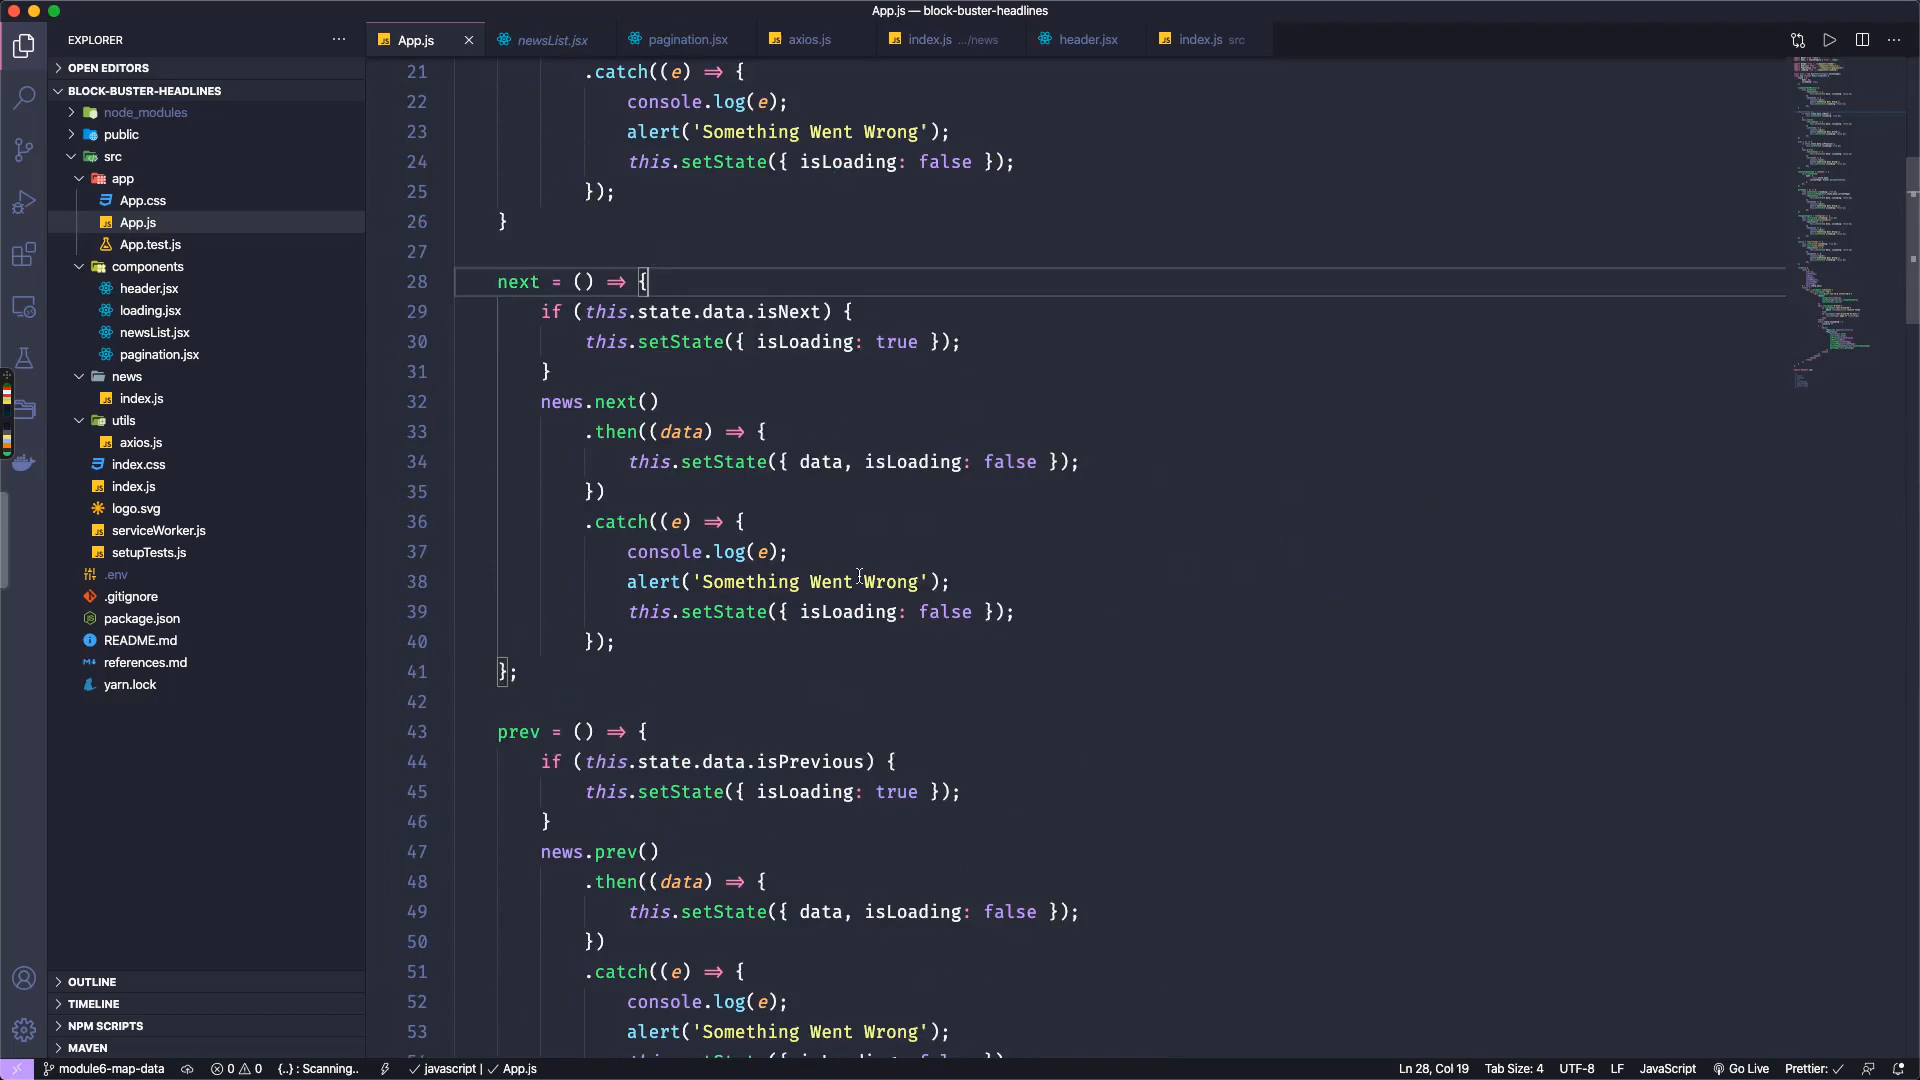 App.js — block-buster-headlines
EXPLORER
OPEN EDITORS
BLOCK-BUSTER-HEADLINES
node_modules
public
src
app
App.css
App.js
App.test.js
components
header.jsx
loading.jsx
newsList.jsx
pagination.jsx
news
index.js
utils
axios.js
index.css
index.js
logo.svg
serviceWorker.js
setupTests.js
.env
.gitignore
package.json
README.md
references.md
yarn.lock
OUTLINE
TIMELINE
NPM SCRIPTS
MAVEN
App.js newsList.jsx pagination.jsx axios.js index.js .../news header.jsx index.js src
21 .catch((e) => {
22 console.log(e);
23 alert('Something Went Wrong');
24 this.setState({ isLoading: false });
25 });
26 }
27
28 next = () => {
29 if (this.state.data.isNext) {
30 this.setState({ isLoading: true });
31 }
32 news.next()
33 .then((data) => {
34 this.setState({ data, isLoading: false });
35 })
36 .catch((e) => {
37 console.log(e);
38 alert('Something Went Wrong');
39 this.setState({ isLoading: false });
40 });
41 };
42
43 prev = () => {
44 if (this.state.data.isPrevious) {
45 this.setState({ isLoading: true });
46 }
47 news.prev()
48 .then((data) => {
49 this.setState({ data, isLoading: false });
50 })
51 .catch((e) => {
52 console.log(e);
53 alert('Something Went Wrong');
module6-map-data 0 0 {..} : Scanning.. javascript | App.js Ln 28, Col 19 Tab Size: 4 UTF-8 LF JavaScript Go Live Prettier: